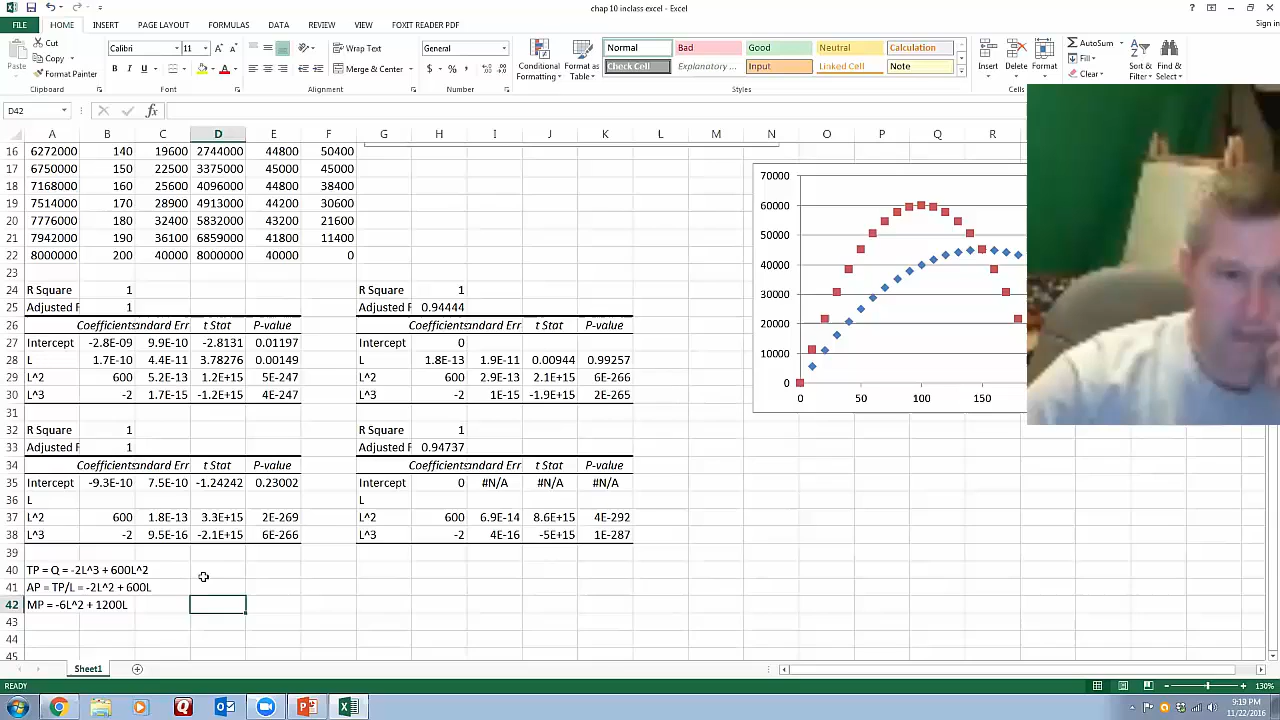 chap 10 inclass excel - Excel
Sign in
FILE HOME INSERT PAGE LAYOUT FORMULAS DATA REVIEW VIEW FOXIT READER PDF
Cut Calibri 11 Wrap Text General Normal Bad Good Neutral Calculation AutoSum
Paste Copy Format Painter Merge & Center Conditional Formatting Format as Table Check Cell Explanatory ... Input Linked Cell Note Insert Delete Format Fill Clear Sort & Filter Find & Select
Clipboard Font Alignment Number Styles Cells
D42 fx
A B C D E F G H I J K L M N O P Q R
16 6272000 140 19600 2744000 44800 50400
17 6750000 150 22500 3375000 45000 45000
18 7168000 160 25600 4096000 44800 38400
19 7514000 170 28900 4913000 44200 30600
20 7776000 180 32400 5832000 43200 21600
21 7942000 190 36100 6859000 41800 11400
22 8000000 200 40000 8000000 40000 0
23
24 R Square 1 R Square 1
25 Adjusted F 1 Adjusted F 0.94444
26 Coefficients andard Err t Stat P-value Coefficients andard Err t Stat P-value
27 Intercept -2.8E-09 9.9E-10 -2.8131 0.01197 Intercept 0
28 L 1.7E-10 4.4E-11 3.78276 0.00149 L 1.8E-13 1.9E-11 0.00944 0.99257
29 L^2 600 5.2E-13 1.2E+15 5E-247 L^2 600 2.9E-13 2.1E+15 6E-266
30 L^3 -2 1.7E-15 -1.2E+15 4E-247 L^3 -2 1E-15 -1.9E+15 2E-265
31
32 R Square 1 R Square 1
33 Adjusted F 1 Adjusted F 0.94737
34 Coefficients andard Err t Stat P-value Coefficients andard Err t Stat P-value
35 Intercept -9.3E-10 7.5E-10 -1.24242 0.23002 Intercept 0 #N/A #N/A #N/A
36 L L
37 L^2 600 1.8E-13 3.3E+15 2E-269 L^2 600 6.9E-14 8.6E+15 4E-292
38 L^3 -2 9.5E-16 -2.1E+15 6E-266 L^3 -2 4E-16 -5E+15 1E-287
39
40 TP = Q = -2L^3 + 600L^2
41 AP = TP/L = -2L^2 + 600L
42 MP = -6L^2 + 1200L
43
44
45
70000
60000
50000
40000
30000
20000
10000
0
0 50 100 150
Sheet1
READY 130%
9:19 PM
11/22/2016